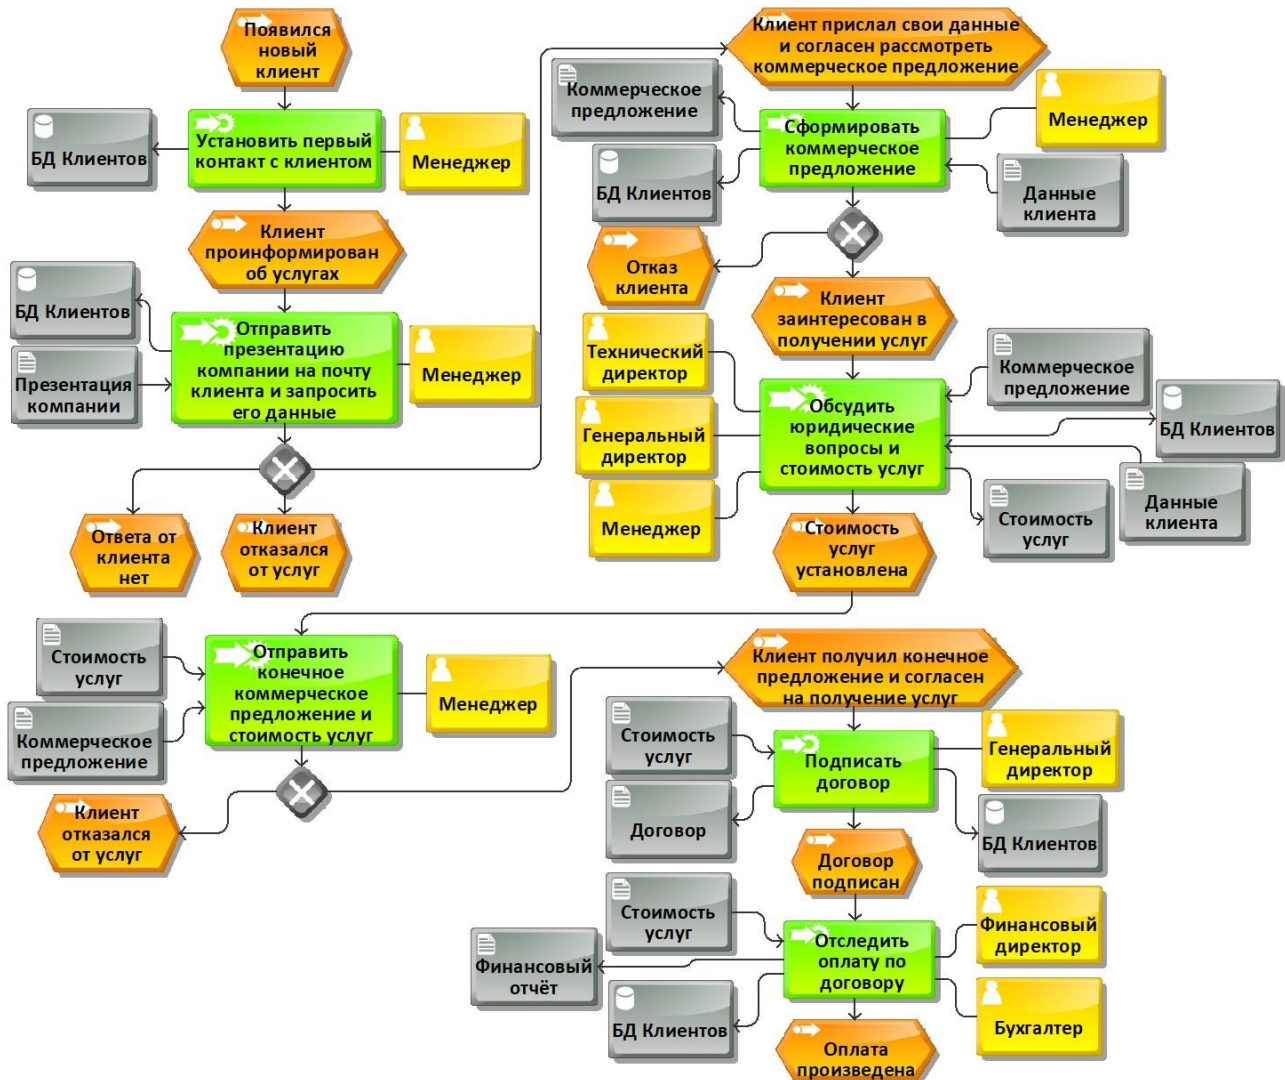 Появился
новый
клиент
БД Клиентов
Установить первый
контакт с клиентом
Менеджер
Клиент
проинформирован
об услугах
БД Клиентов
Презентация
компании
Отправить
презентацию
компании на почту
клиента и запросить
его данные
Менеджер
Ответа от
клиента
нет
Клиент
отказался
от услуг
Клиент прислал свои данные
и согласен рассмотреть
коммерческое предложение
Коммерческое
предложение
БД Клиентов
Сформировать
коммерческое
предложение
Менеджер
Данные
клиента
Отказ
клиента
Клиент
заинтересован в
получении услуг
Технический
директор
Генеральный
директор
Менеджер
Обсудить
юридические
вопросы и
стоимость услуг
Коммерческое
предложение
БД Клиентов
Данные
клиента
Стоимость
услуг
Стоимость
услуг
установлена
Стоимость
услуг
Коммерческое
предложение
Отправить
конечное
коммерческое
предложение и
стоимость услуг
Менеджер
Клиент
отказался
от услуг
Клиент получил конечное
предложение и согласен
на получение услуг
Стоимость
услуг
Договор
Подписать
договор
Генеральный
директор
БД Клиентов
Договор
подписан
Стоимость
услуг
Финансовый
отчёт
БД Клиентов
Отследить
оплату по
договору
Финансовый
директор
Бухгалтер
Оплата
произведена